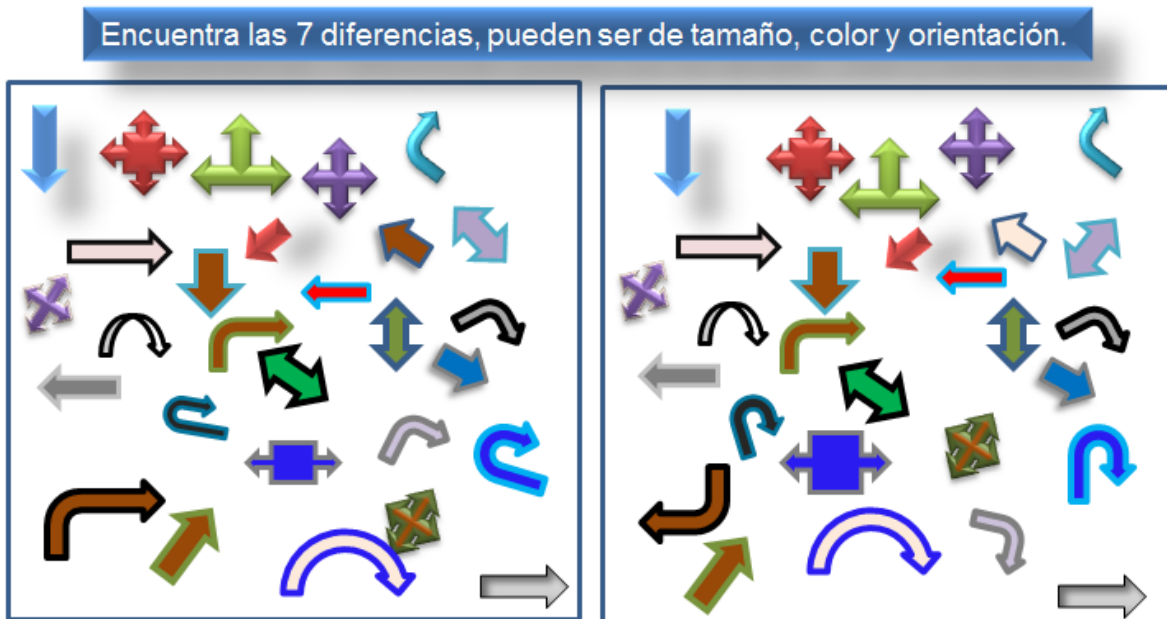 Encuentra las 7 diferencias, pueden ser de tamaño, color y orientación.